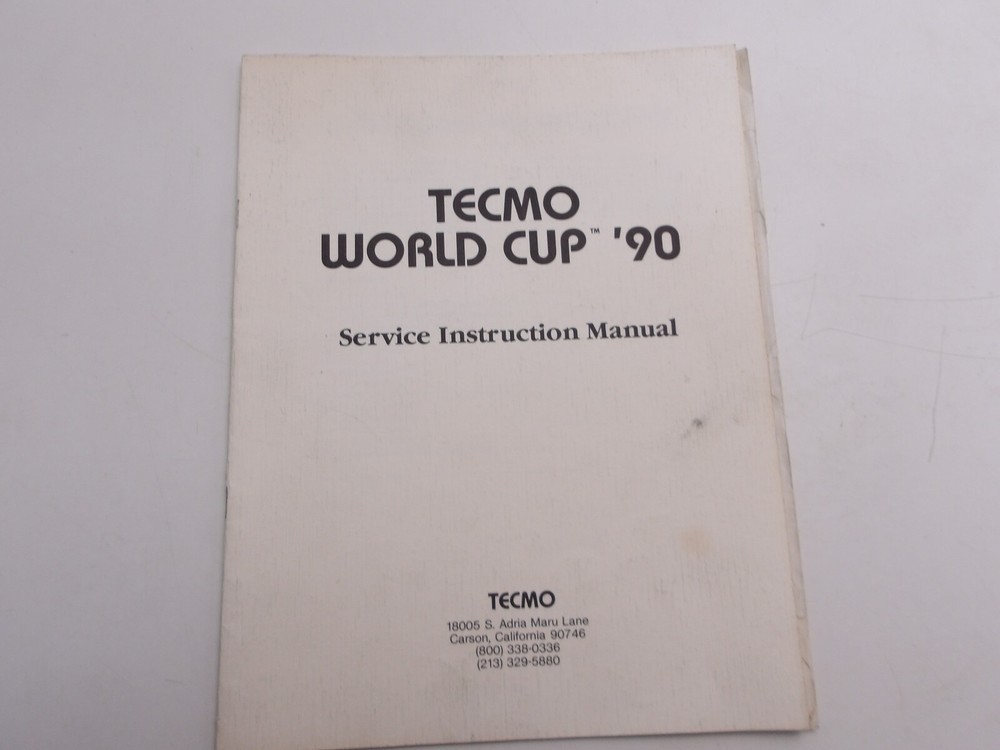 TECMO
WORLD CUP™ '90
Service Instruction Manual
TECMO
18005 S. Adria Maru Lane
Carson, California 90746
(800) 338-0336
(213) 329-5880